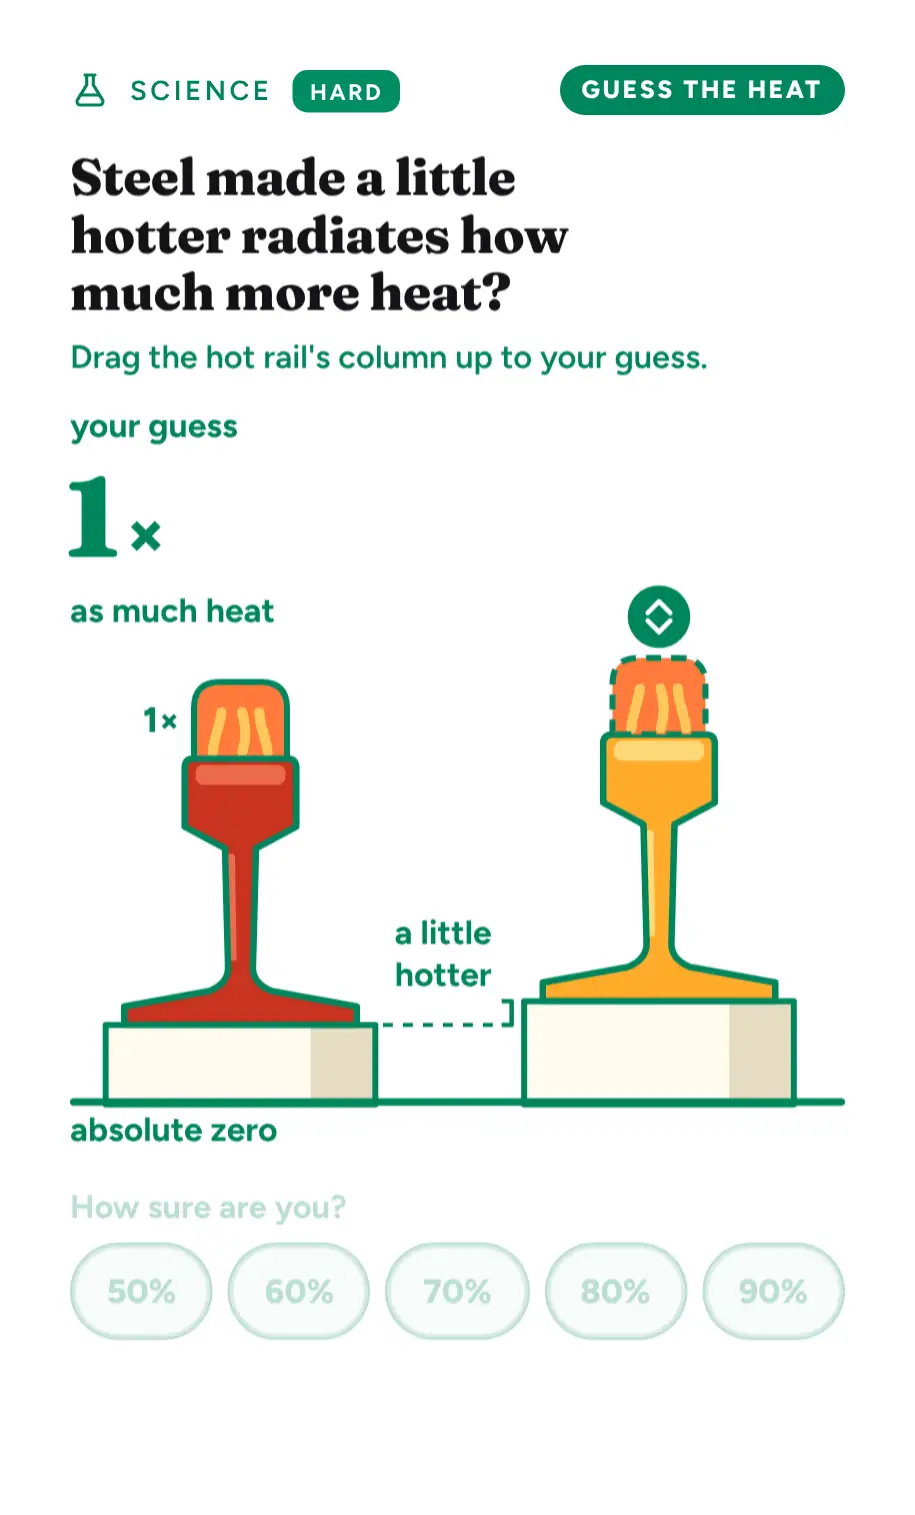 SCIENCE
HARD
GUESS THE HEAT
Steel made a little
hotter radiates how
much more heat?
Drag the hot rail's column up to your guess.
your guess
1×
as much heat
1×
a little
hotter
absolute zero
How sure are you?
50%
60%
70%
80%
90%